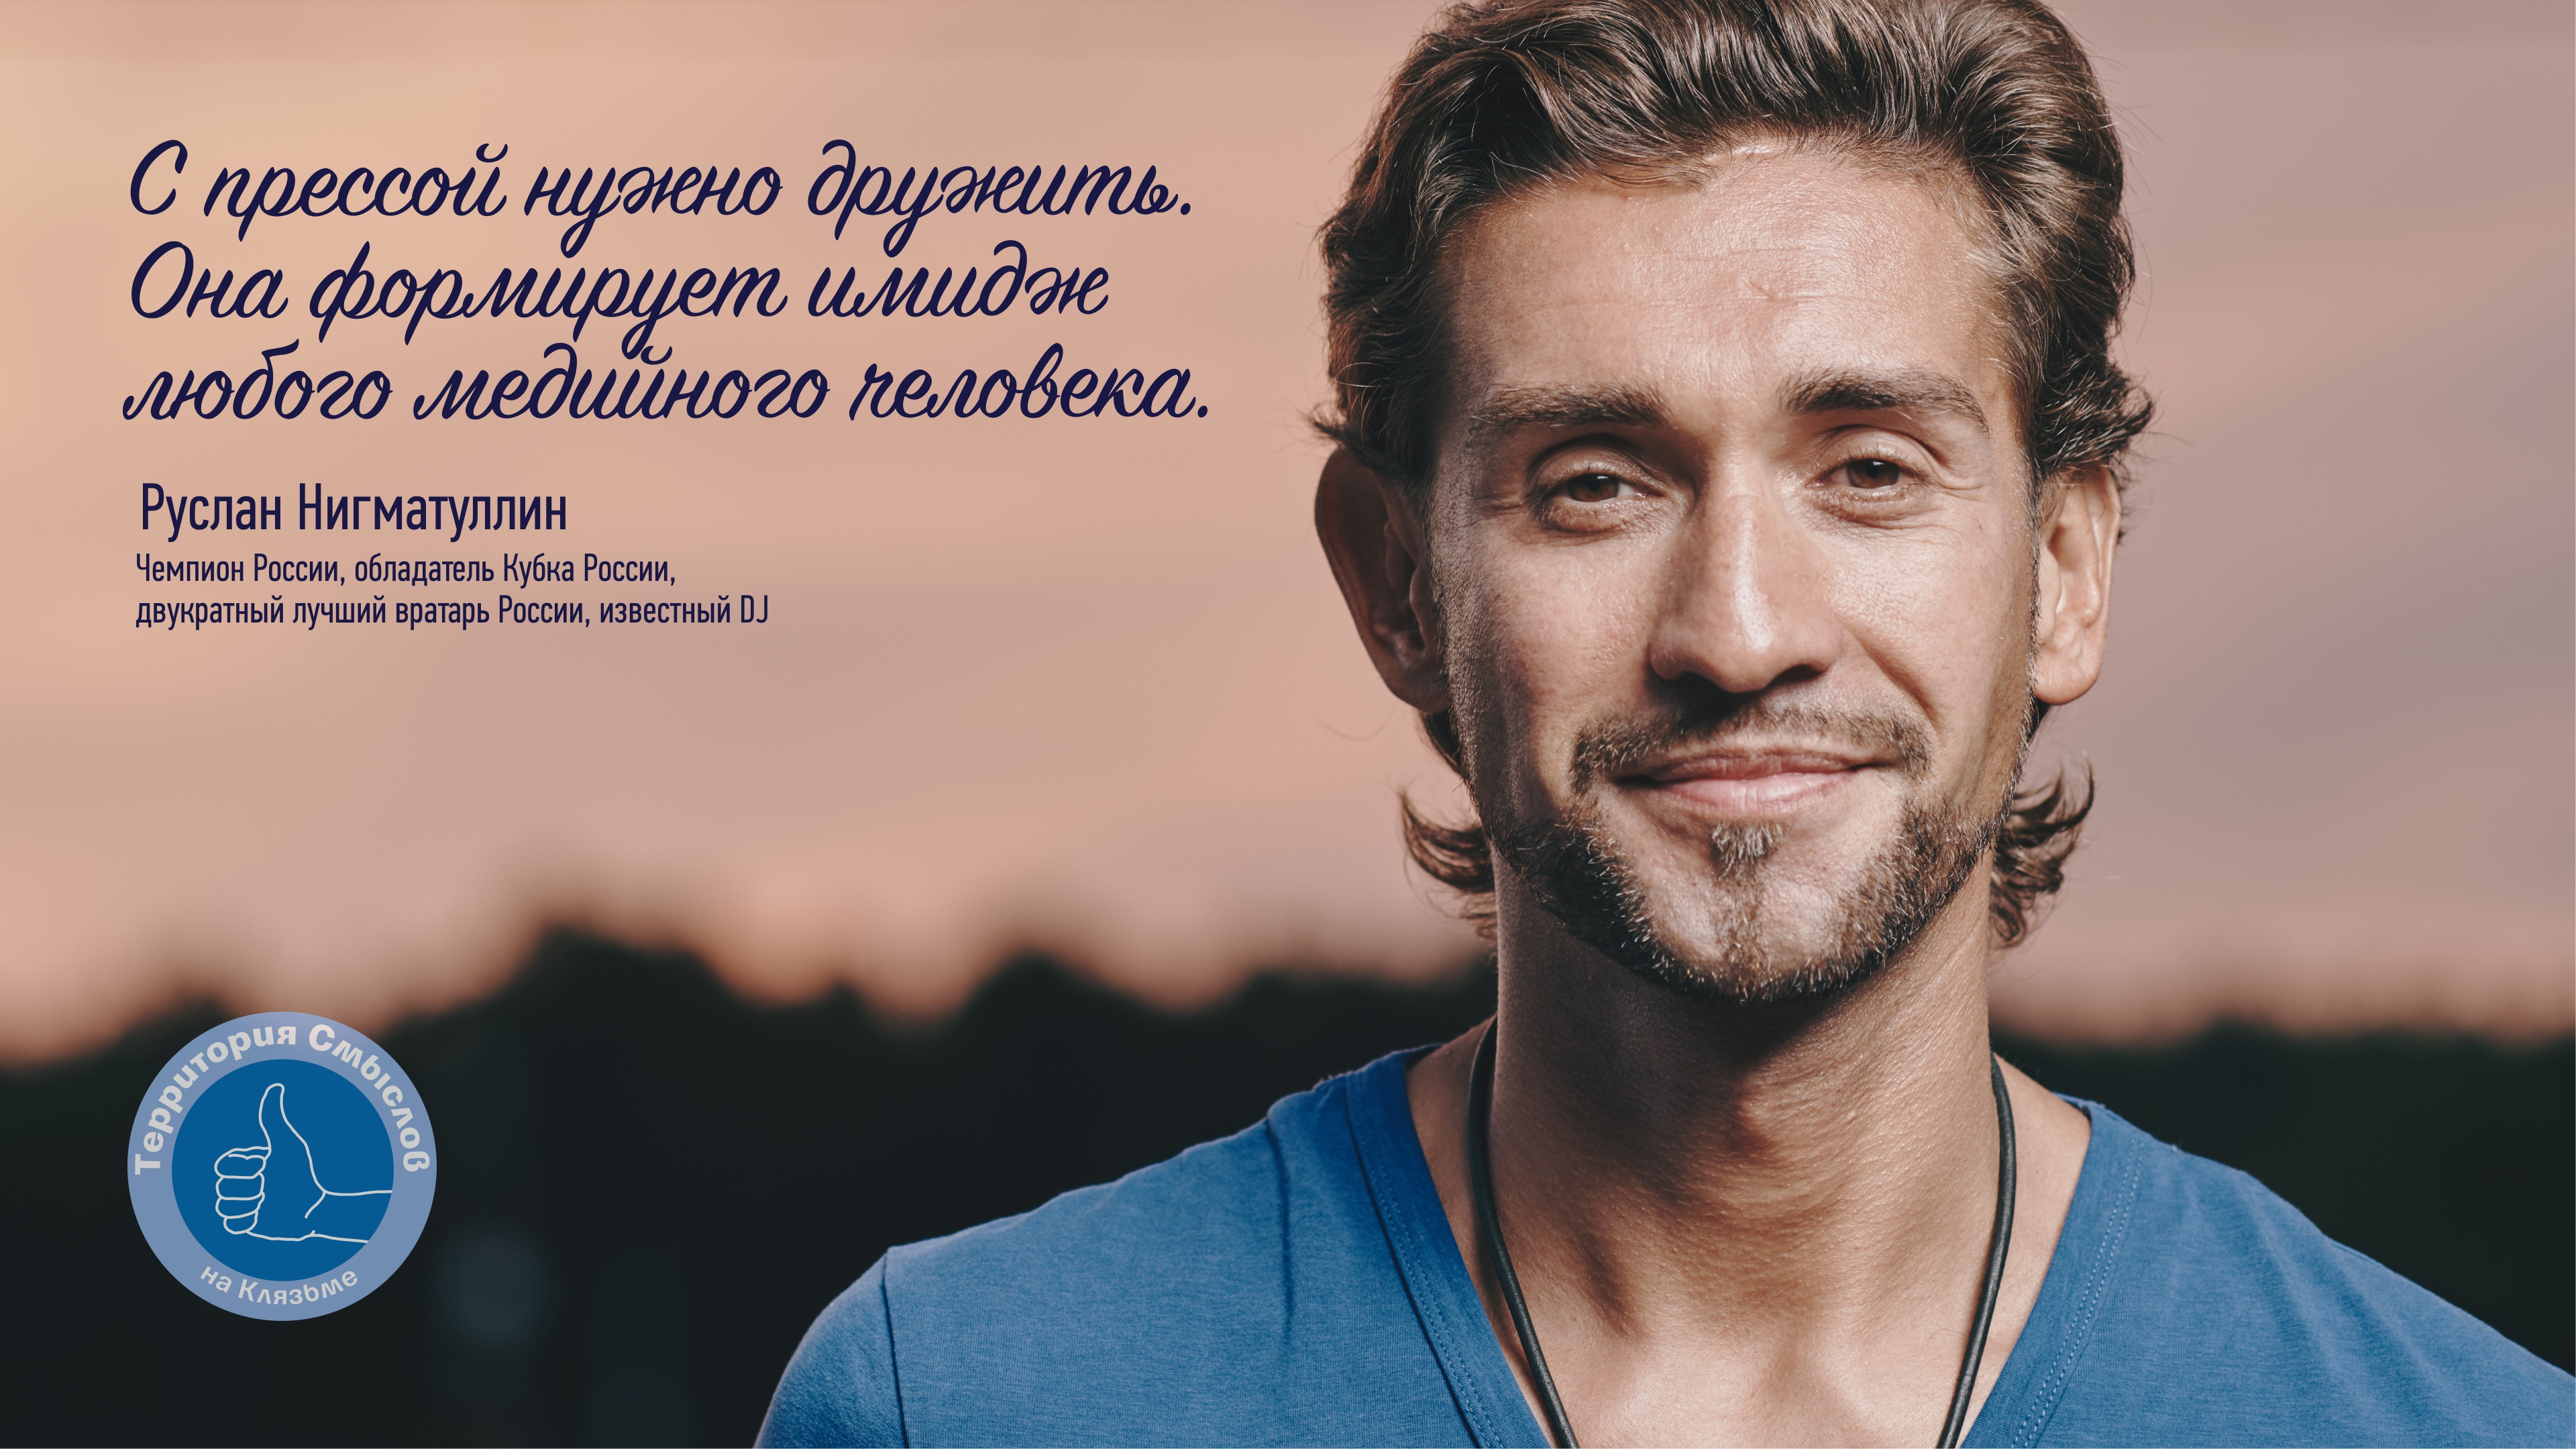 С прессой нужно дружить.
Она формирует имидж
любого медийного человека.
Руслан Нигматуллин
Чемпион России, обладатель Кубка России,
двукратный лучший вратарь России, известный DJ
Территория Смыслов
на Клязьме